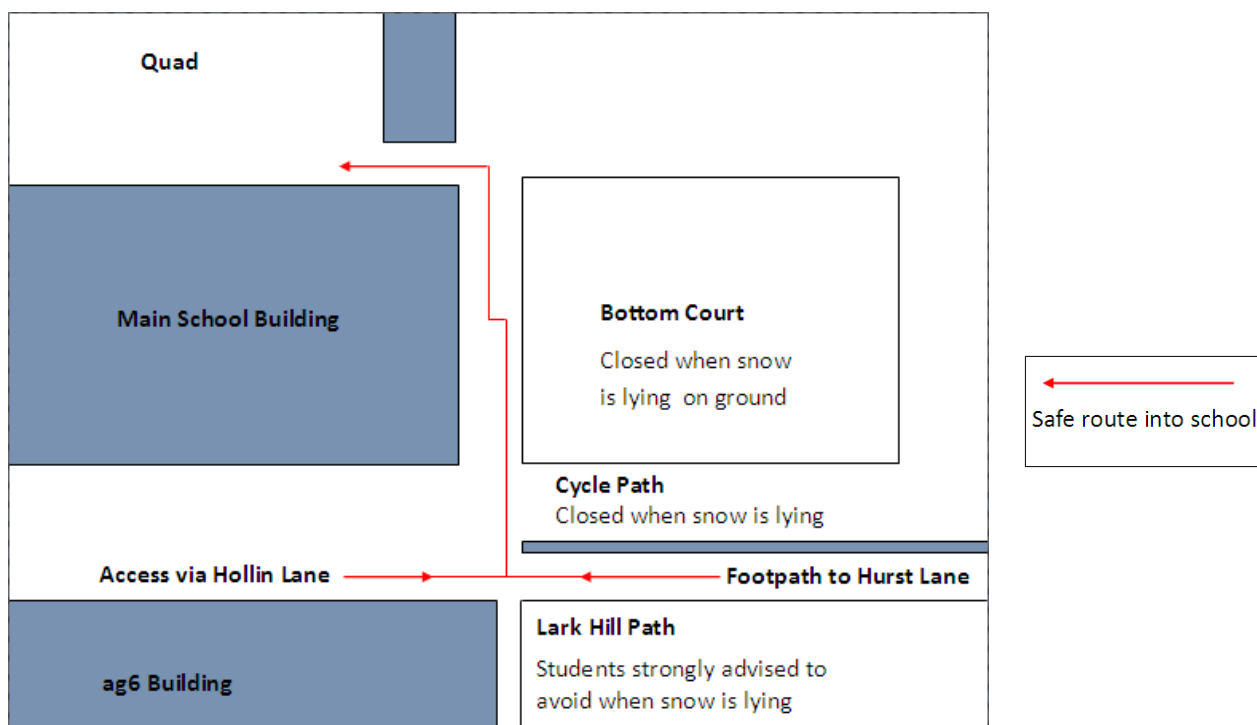 Quad
Main School Building
Bottom Court
Closed when snow
is lying on ground
Safe route into school
Cycle Path
Closed when snow is lying
Access via Hollin Lane
Footpath to Hurst Lane
Lark Hill Path
Students strongly advised to
avoid when snow is lying
ag6 Building